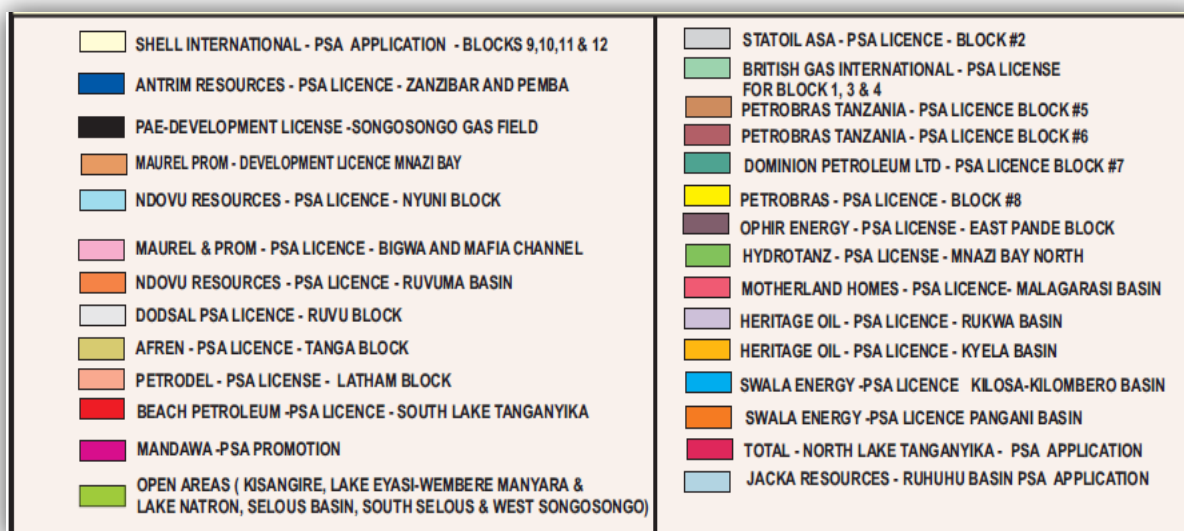 SHELL INTERNATIONAL - PSA APPLICATION - BLOCKS 9,10,11 & 12
ANTRIM RESOURCES - PSA LICENCE - ZANZIBAR AND PEMBA
PAE-DEVELOPMENT LICENSE -SONGOSONGO GAS FIELD
MAUREL PROM - DEVELOPMENT LICENCE MNAZI BAY
NDOVU RESOURCES - PSA LICENCE - NYUNI BLOCK
MAUREL & PROM - PSA LICENCE - BIGWA AND MAFIA CHANNEL
NDOVU RESOURCES - PSA LICENCE - RUVUMA BASIN
DODSAL PSA LICENCE - RUVU BLOCK
AFREN - PSA LICENCE - TANGA BLOCK
PETRODEL - PSA LICENSE - LATHAM BLOCK
BEACH PETROLEUM -PSA LICENCE - SOUTH LAKE TANGANYIKA
MANDAWA -PSA PROMOTION
OPEN AREAS ( KISANGIRE, LAKE EYASI-WEMBERE MANYARA &
LAKE NATRON, SELOUS BASIN, SOUTH SELOUS & WEST SONGOSONGO)
STATOIL ASA - PSA LICENCE - BLOCK #2
BRITISH GAS INTERNATIONAL - PSA LICENSE
FOR BLOCK 1, 3 & 4
PETROBRAS TANZANIA - PSA LICENCE BLOCK #5
PETROBRAS TANZANIA - PSA LICENCE BLOCK #6
DOMINION PETROLEUM LTD - PSA LICENCE BLOCK #7
PETROBRAS - PSA LICENCE - BLOCK #8
OPHIR ENERGY - PSA LICENSE - EAST PANDE BLOCK
HYDROTANZ - PSA LICENSE - MNAZI BAY NORTH
MOTHERLAND HOMES - PSA LICENCE- MALAGARASI BASIN
HERITAGE OIL - PSA LICENCE - RUKWA BASIN
HERITAGE OIL - PSA LICENCE - KYELA BASIN
SWALA ENERGY -PSA LICENCE KILOSA-KILOMBERO BASIN
SWALA ENERGY -PSA LICENCE PANGANI BASIN
TOTAL - NORTH LAKE TANGANYIKA - PSA APPLICATION
JACKA RESOURCES - RUHUHU BASIN PSA APPLICATION